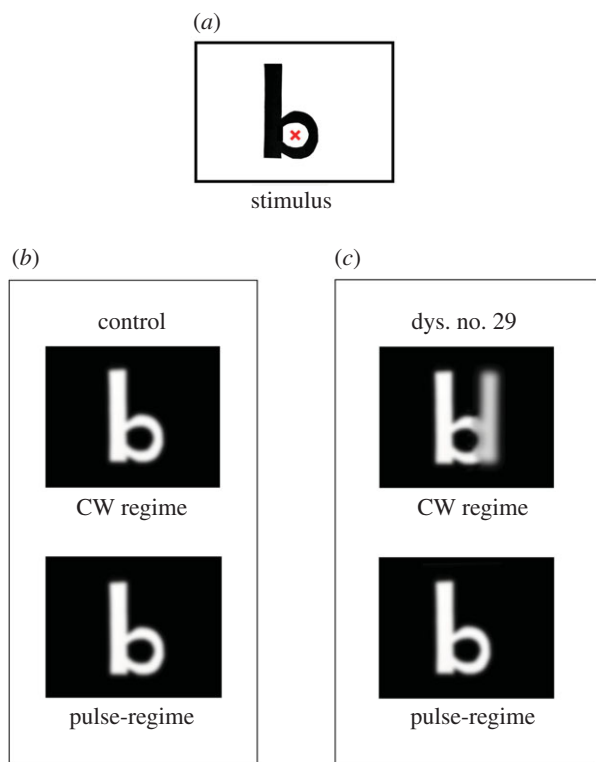 (a)
b
stimulus
(b)
(c)
control
dys. no. 29
b
b
CW regime
CW regime
b
b
pulse-regime
pulse-regime